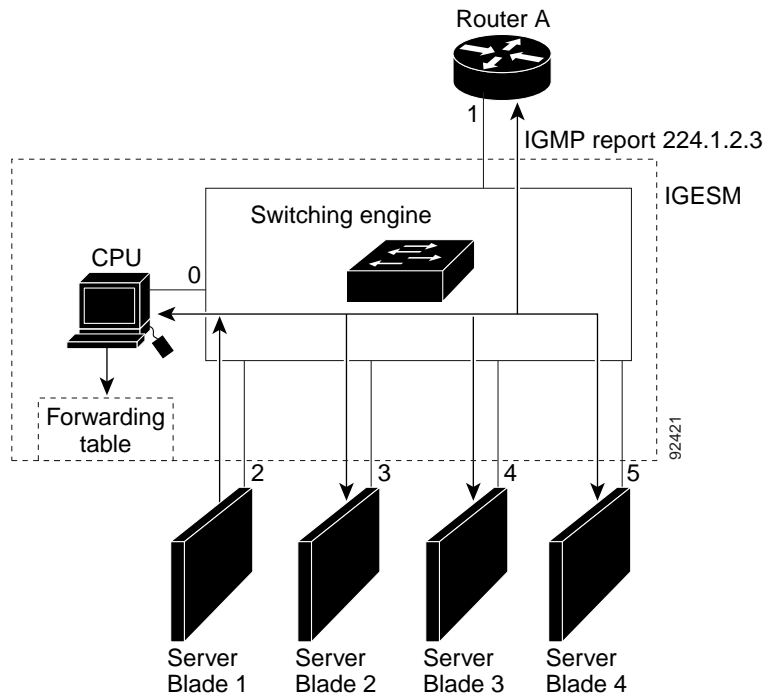 Router A
1
IGMP report 224.1.2.3
IGESM
Switching engine
CPU
0
Forwarding
table
92421
2
3
4
5
Server
Blade 1
Server
Blade 2
Server
Blade 3
Server
Blade 4